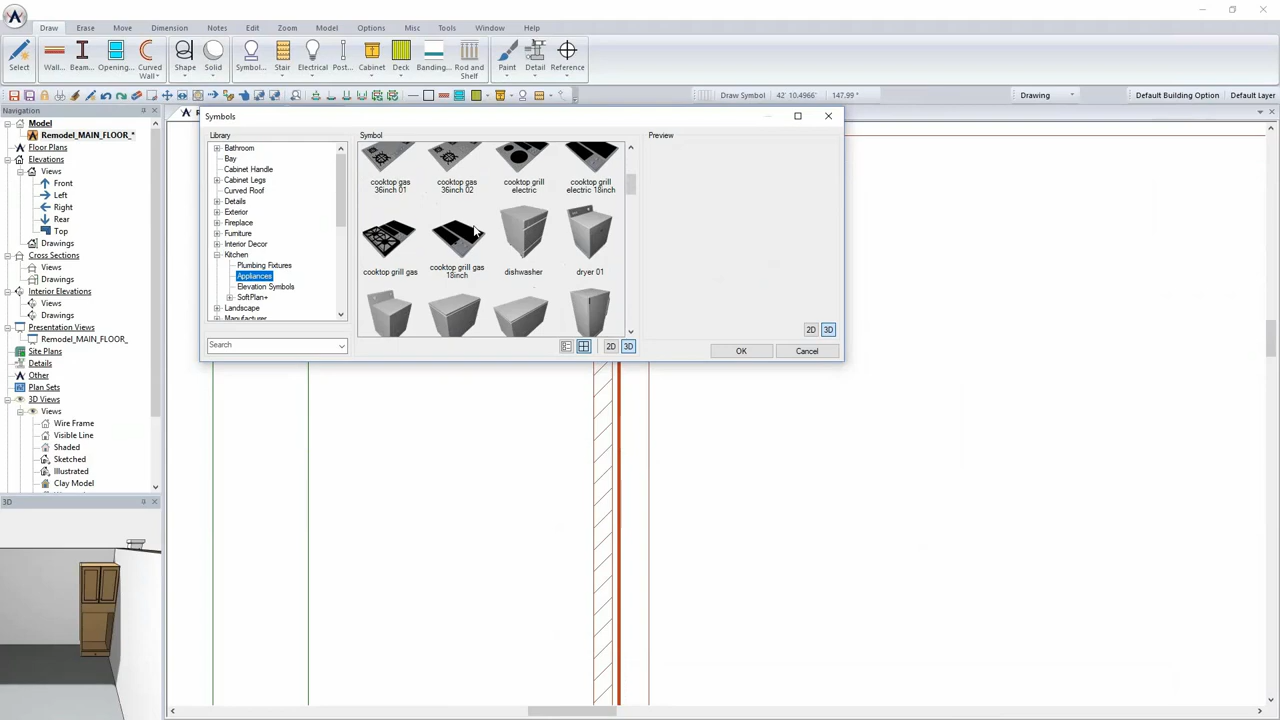 Draw Erase Move Dimension Notes Edit Zoom Model Options Misc Tools Window Help
Select Wall... Beam... Opening... Curved Wall Shape Solid Symbol... Stair Electrical Post... Cabinet Deck Banding... Rod and Shelf Paint Detail Reference
Draw Symbol 42' 10.4966" 147.99° Drawing Default Building Option Default Layer
Navigation
Model
Remodel_MAIN_FLOOR_*
Floor Plans
Elevations
Views
Front
Left
Right
Rear
Top
Drawings
Cross Sections
Views
Drawings
Interior Elevations
Views
Drawings
Presentation Views
Remodel_MAIN_FLOOR_
Site Plans
Details
Other
Plan Sets
3D Views
Views
Wire Frame
Visible Line
Shaded
Sketched
Illustrated
Clay Model
3D
Symbols
Library
Bathroom
Bay
Cabinet Handle
Cabinet Legs
Curved Roof
Details
Exterior
Fireplace
Furniture
Interior Decor
Kitchen
Plumbing Fixtures
Appliances
Elevation Symbols
SoftPlan+
Landscape
Manufacturer
Search
Symbol
cooktop gas 36inch 01
cooktop gas 36inch 02
cooktop grill electric
cooktop grill electric 18inch
cooktop grill gas
cooktop grill gas 18inch
dishwasher
dryer 01
2D 3D
Preview
2D 3D
OK Cancel